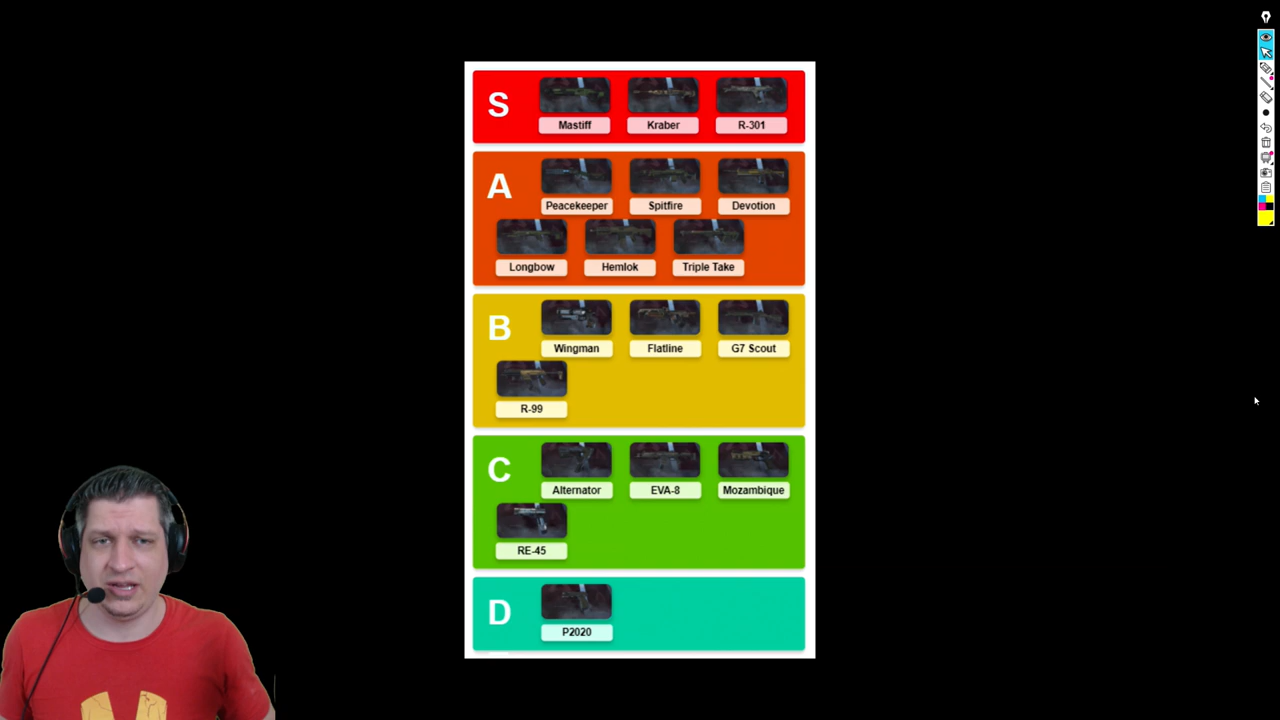 S
Mastiff Kraber R-301
A
Peacekeeper Spitfire Devotion
Longbow Hemlok Triple Take
B
Wingman Flatline G7 Scout
R-99
C
Alternator EVA-8 Mozambique
RE-45
D
P2020